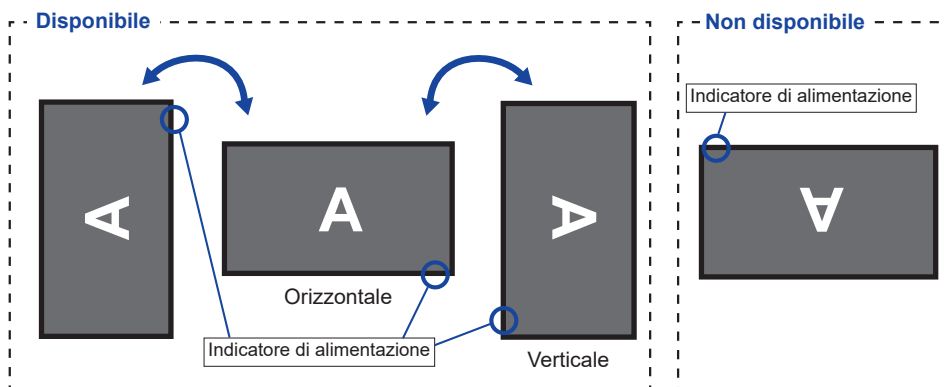 Disponibile
Non disponibile
Indicatore di alimentazione
A
A
A
A
Orizzontale
Indicatore di alimentazione
Verticale